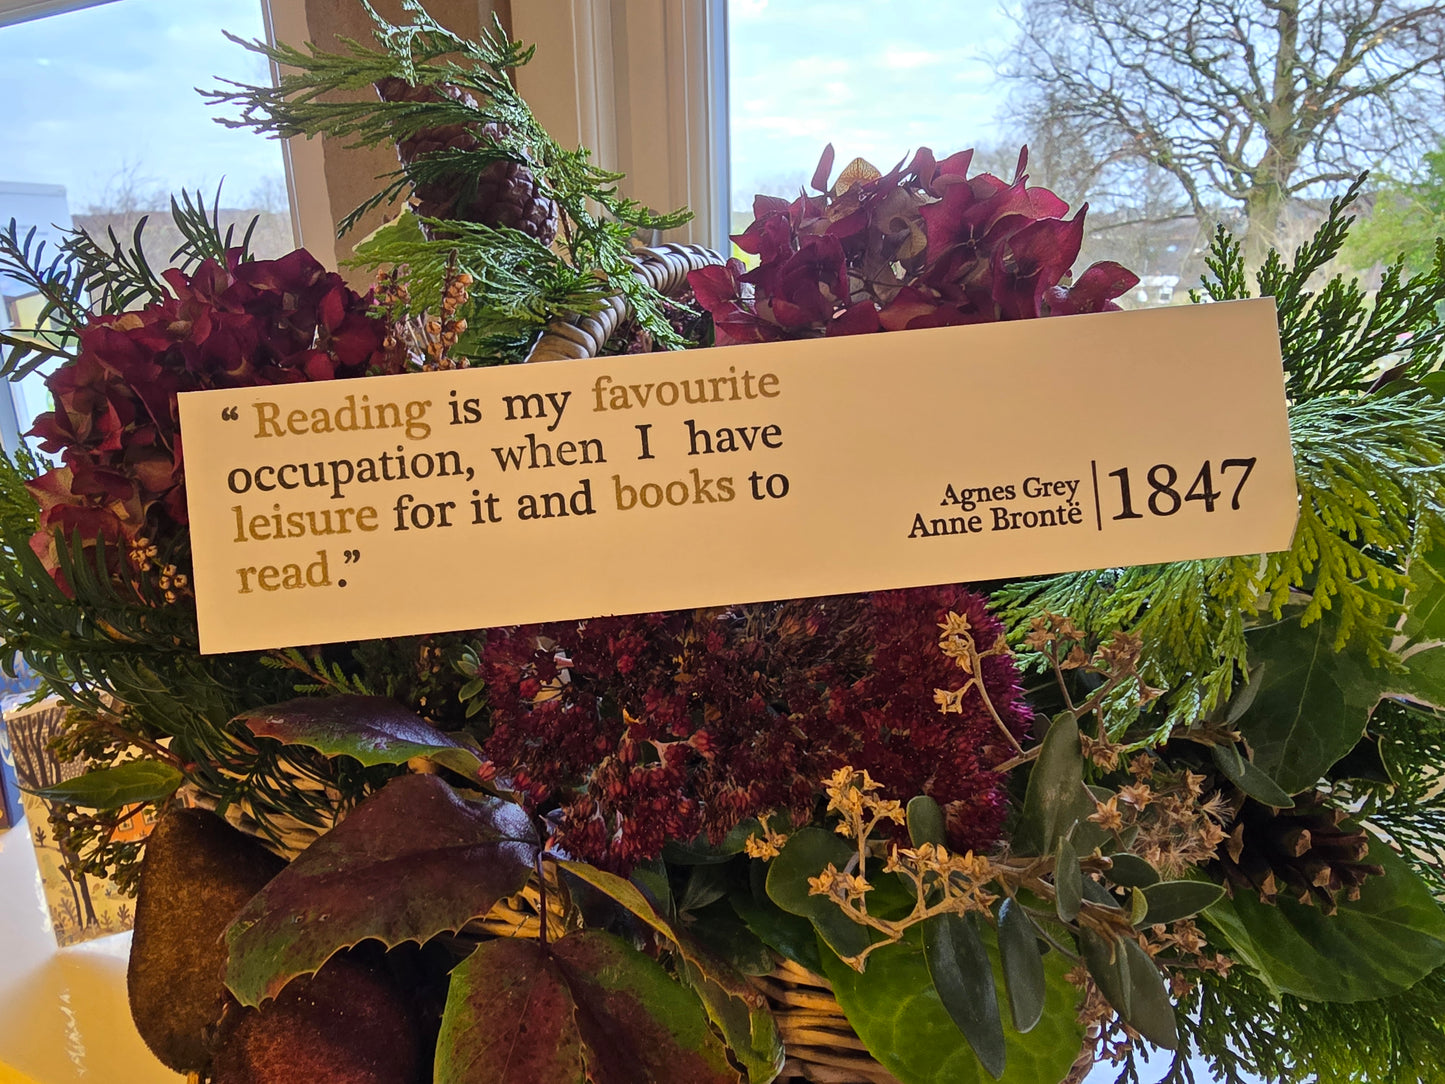 “ Reading is my favourite
occupation, when I have
leisure for it and books to
read.”
Agnes Grey
Anne Brontë
1847